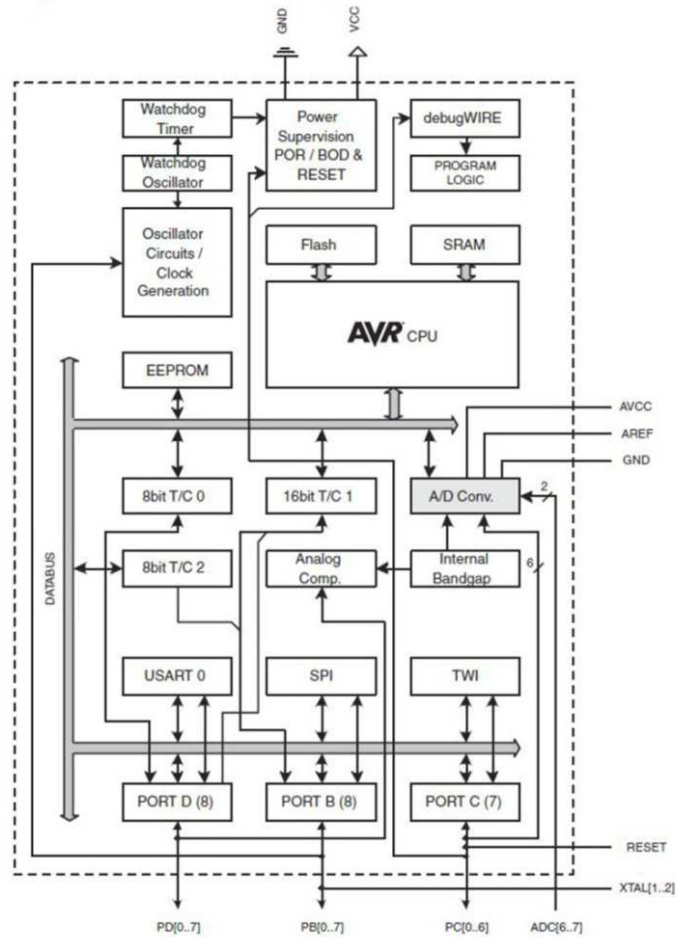 GND
VCC
Watchdog
Timer
Power
Supervision
POR / BOD &
RESET
debugWIRE
Watchdog
Oscillator
PROGRAM
LOGIC
Oscillator
Circuits /
Clock
Generation
Flash
SRAM
AVR CPU
EEPROM
AVCC
AREF
GND
8bit T/C 0
16bit T/C 1
A/D Conv.
2
DATABUS
8bit T/C 2
Analog
Comp.
Internal
Bandgap
6
USART 0
SPI
TWI
PORT D (8)
PORT B (8)
PORT C (7)
RESET
XTAL[1..2]
PD[0..7]
PB[0..7]
PC[0..6]
ADC[6..7]